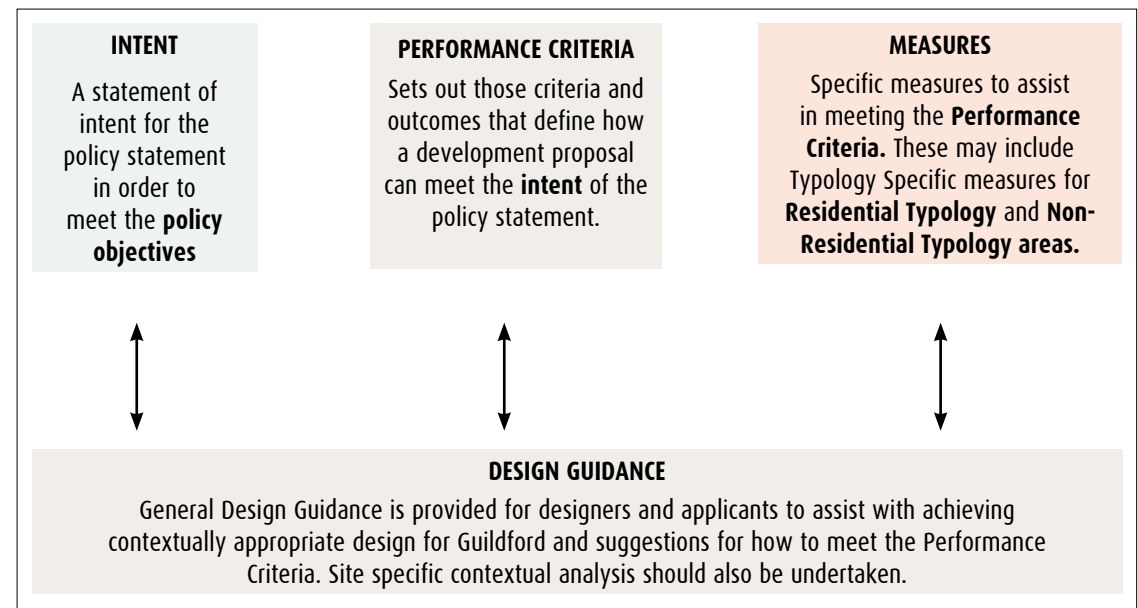 INTENT
A statement of
intent for the
policy statement
in order to
meet the policy
objectives
PERFORMANCE CRITERIA
Sets out those criteria and
outcomes that define how
a development proposal
can meet the intent of the
policy statement.
MEASURES
Specific measures to assist
in meeting the Performance
Criteria. These may include
Typology Specific measures for
Residential Typology and Non-
Residential Typology areas.
DESIGN GUIDANCE
General Design Guidance is provided for designers and applicants to assist with achieving
contextually appropriate design for Guildford and suggestions for how to meet the Performance
Criteria. Site specific contextual analysis should also be undertaken.